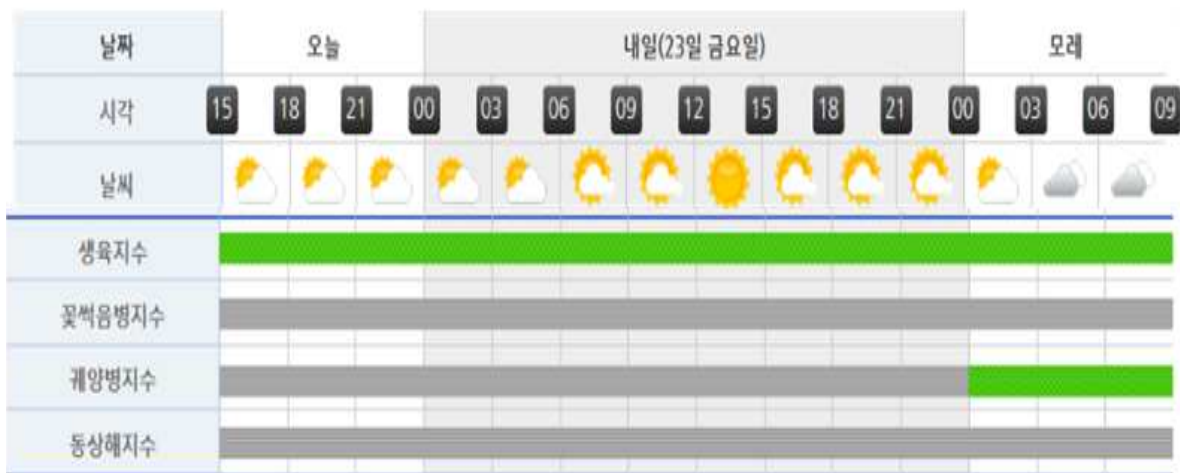 날짜 오늘 내일(23일 금요일) 모레
시각 15 18 21 00 03 06 09 12 15 18 21 00 03 06 09
날씨
생육지수
꽃썩음병지수
궤양병지수
동상해지수